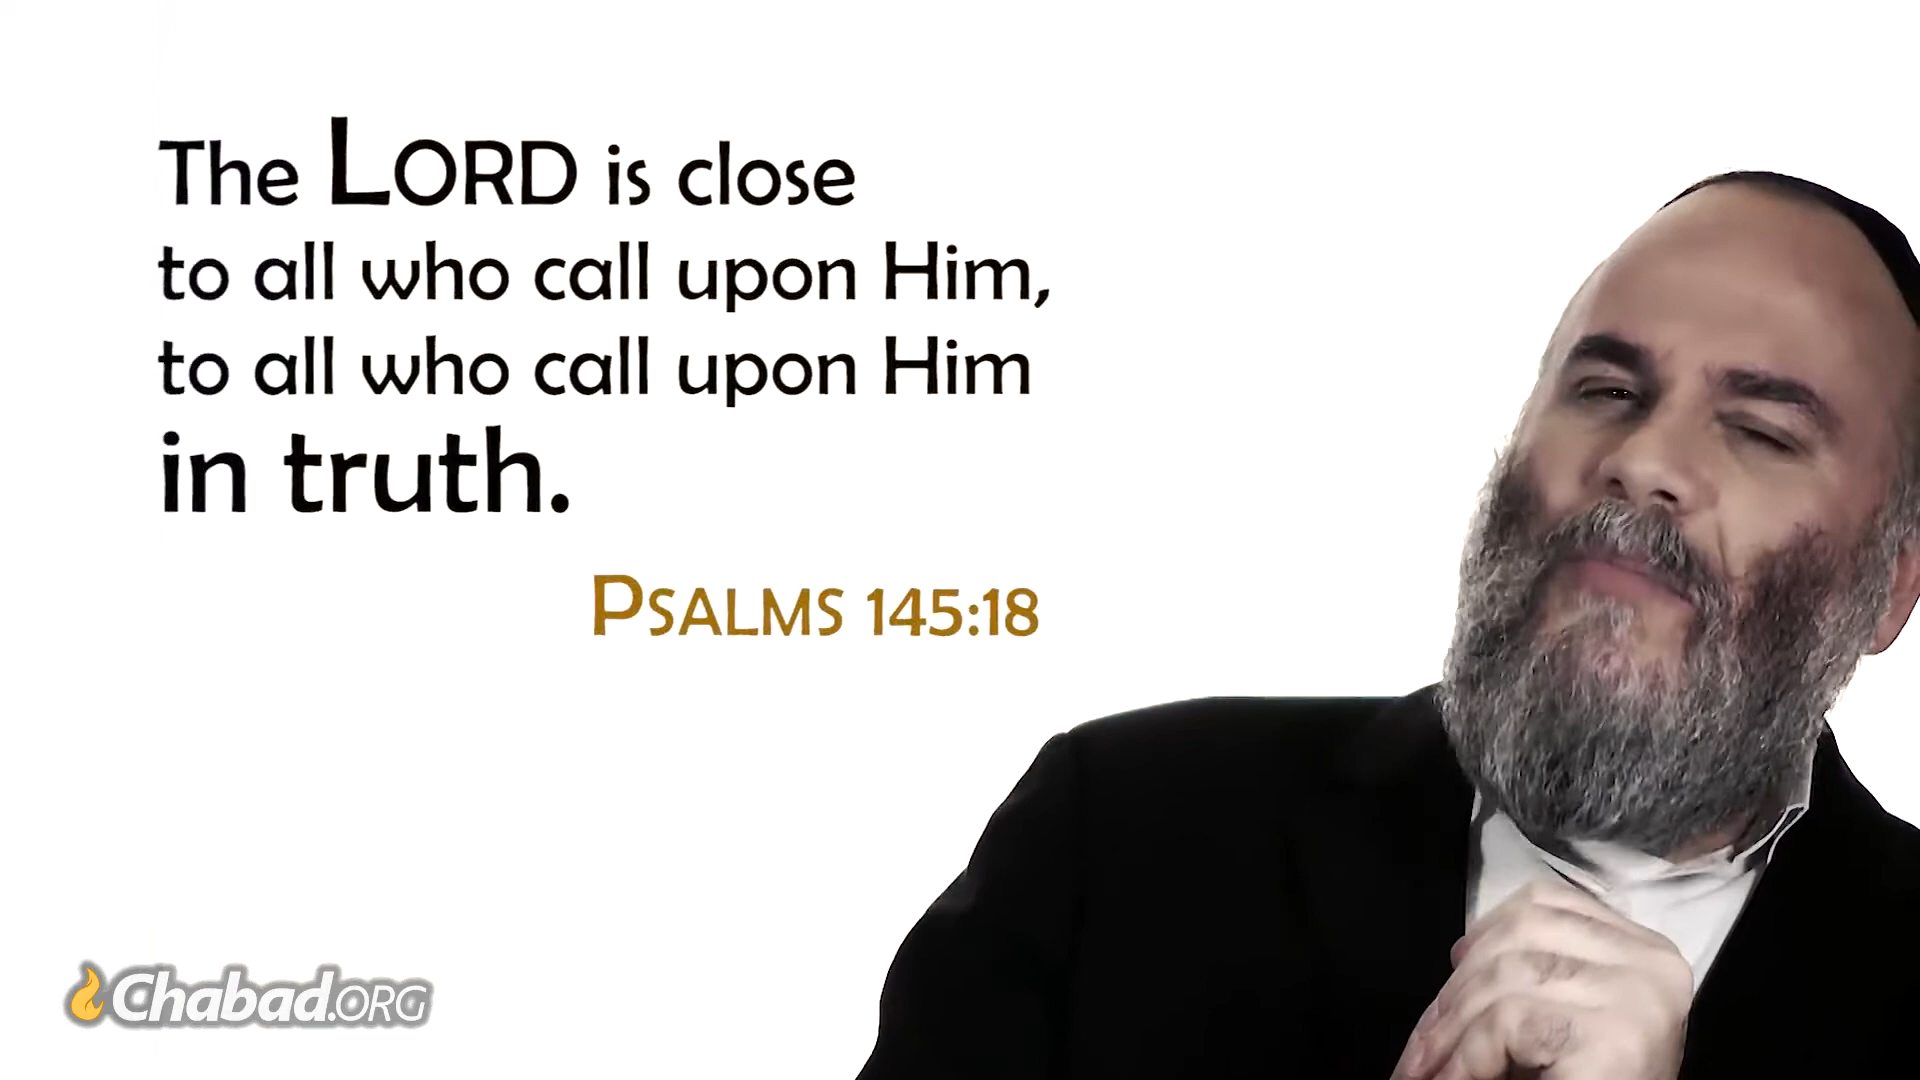 The LORD is close
to all who call upon Him,
to all who call upon Him
in truth.
PSALMS 145:18
Chabad.ORG